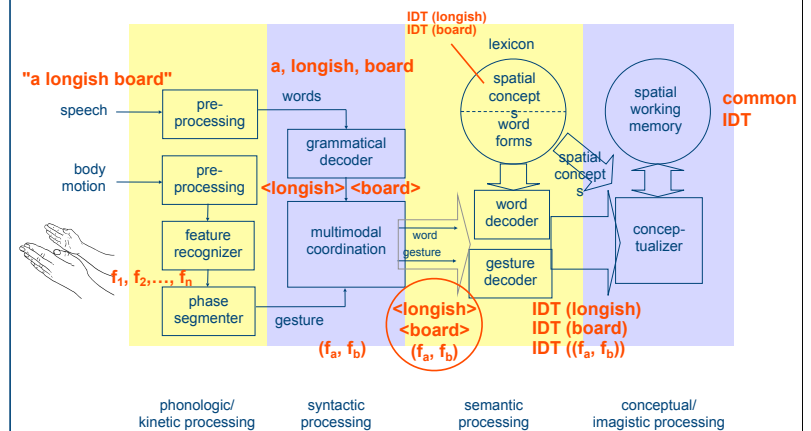 IDT (longish)
IDT (board)
lexicon
"a longish board"
a, longish, board
speech
pre-
processing
words
spatial
concept
s
word
forms
spatial
working
memory
common
IDT
grammatical
decoder
body
motion
pre-
processing
<longish> <board>
spatial
concept
s
feature
recognizer
multimodal
coordination
word
gesture
word
decoder
gesture
decoder
concep-
tualizer
f1, f2,..., fn
phase
segmenter
gesture
(fa, fb)
<longish>
<board>
(fa, fb)
IDT (longish)
IDT (board)
IDT ((fa, fb))
phonologic/
kinetic processing
syntactic
processing
semantic
processing
conceptual/
imagistic processing